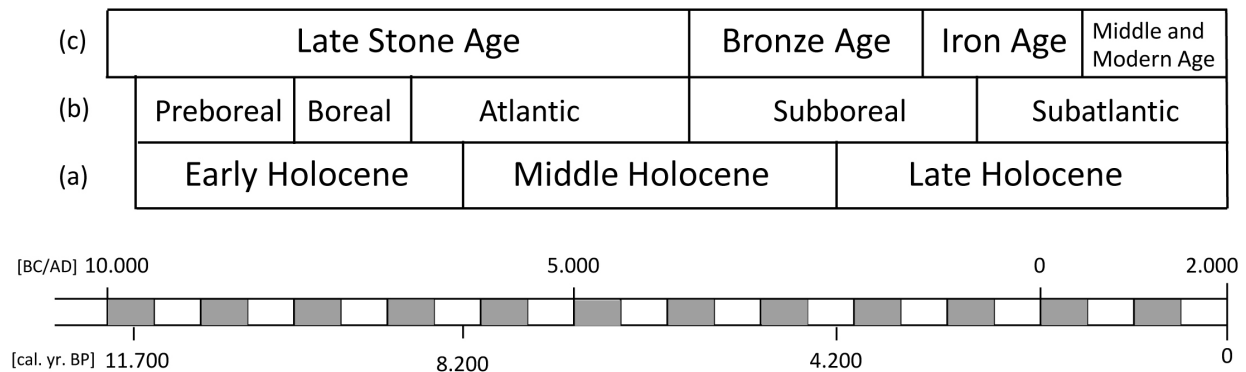 (c) Late Stone Age Bronze Age Iron Age Middle and
Modern Age
(b) Preboreal Boreal Atlantic Subboreal Subatlantic
(a) Early Holocene Middle Holocene Late Holocene
[BC/AD] 10.000 5.000 0 2.000
[cal. yr. BP] 11.700 8.200 4.200 0